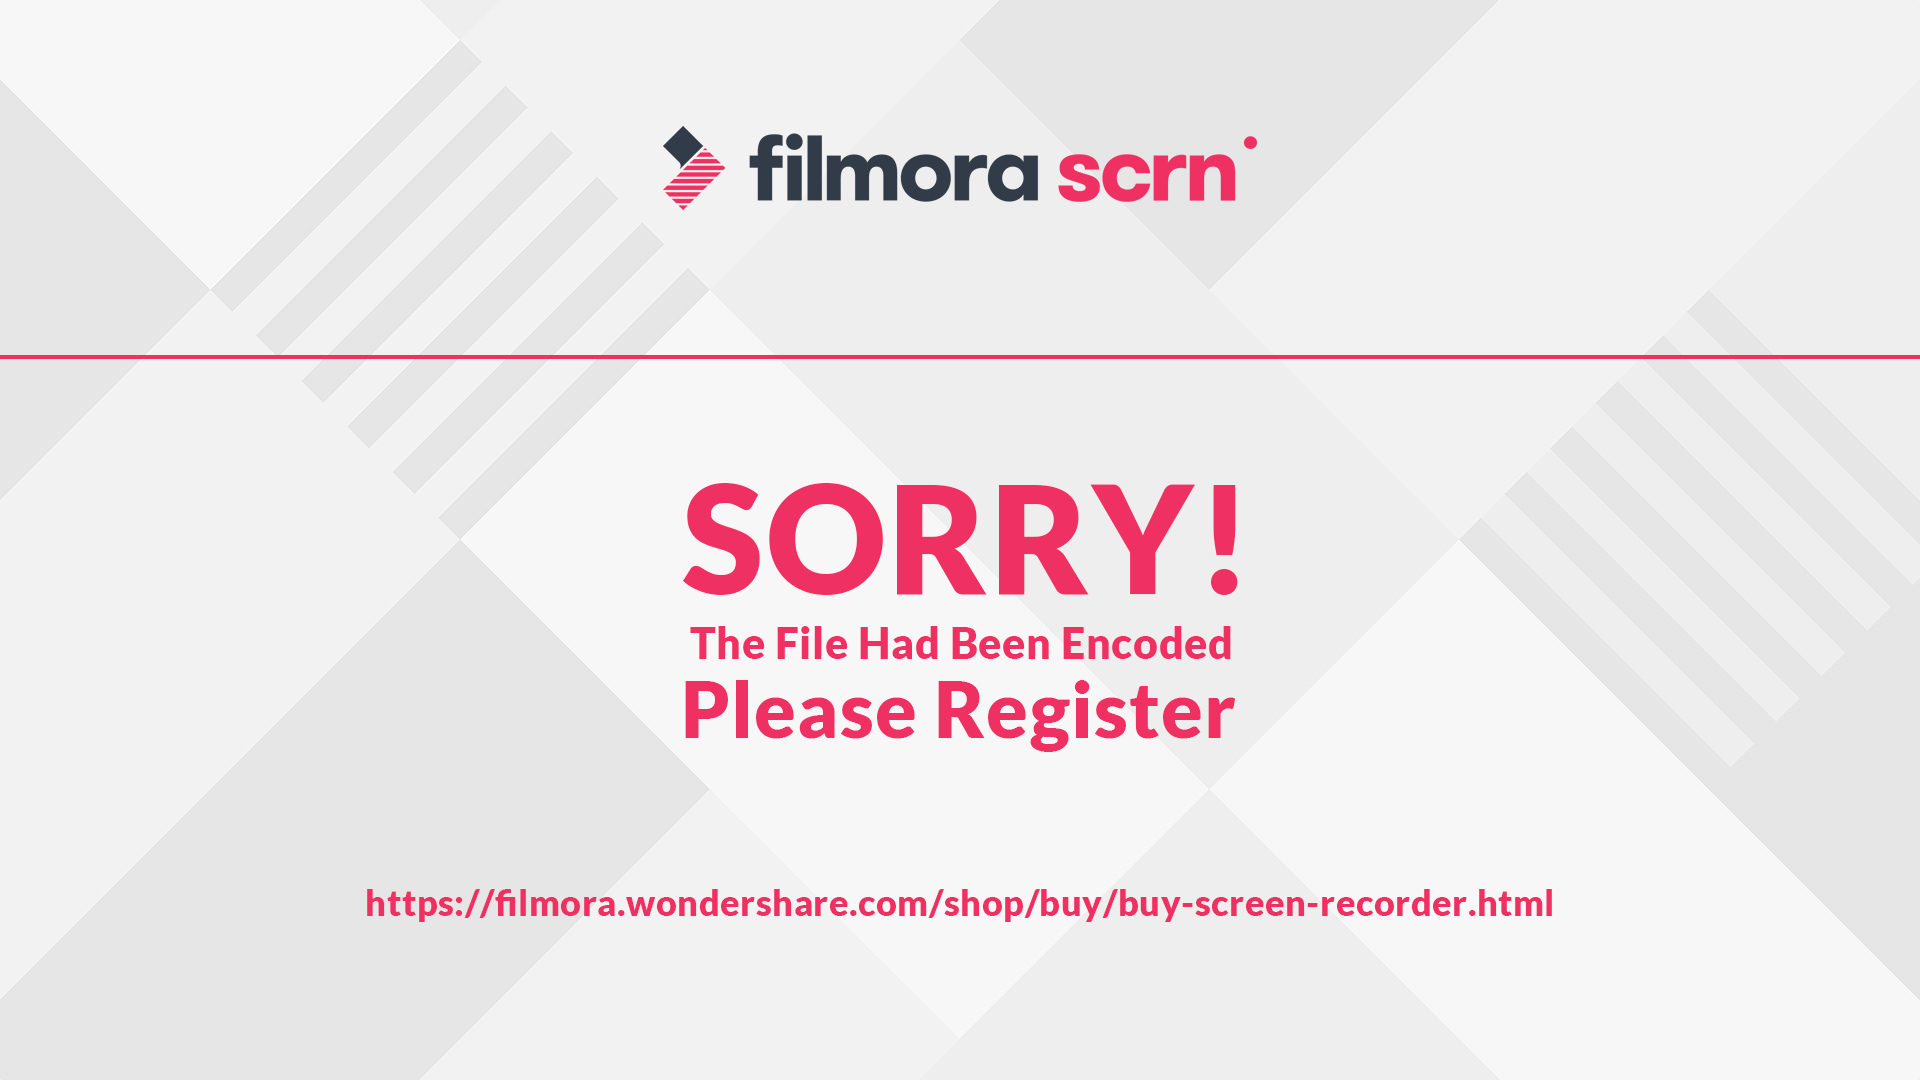 filmora scrn
SORRY!
The File Had Been Encoded
Please Register
https://filmora.wondershare.com/shop/buy/buy-screen-recorder.html